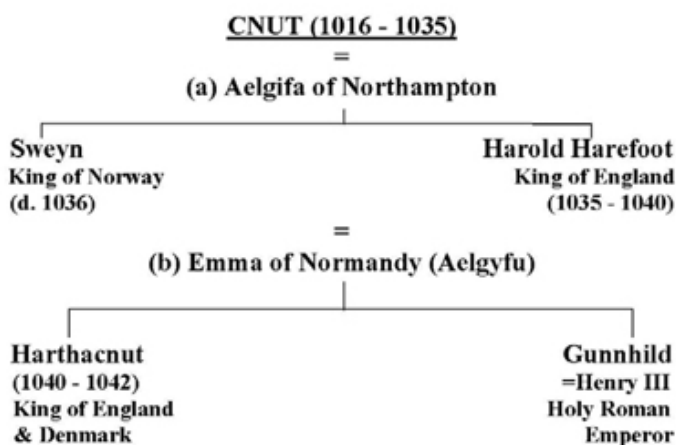 CNUT (1016 - 1035)
=
(a) Aelgifa of Northampton
Sweyn
King of Norway
(d. 1036)
Harold Harefoot
King of England
(1035 - 1040)
=
(b) Emma of Normandy (Aelgyfu)
Harthacnut
(1040 - 1042)
King of England
& Denmark
Gunnhild
=Henry III
Holy Roman
Emperor